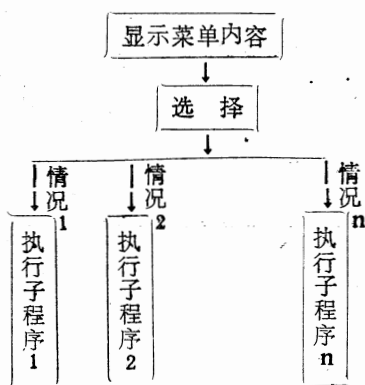 显示菜单内容
选 择
情况1
情况2
情况n
执行子程序1
执行子程序2
执行子程序n